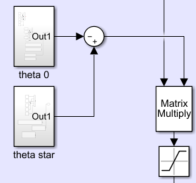 Out1
−
+
theta 0
Out1
theta star
Matrix
Multiply